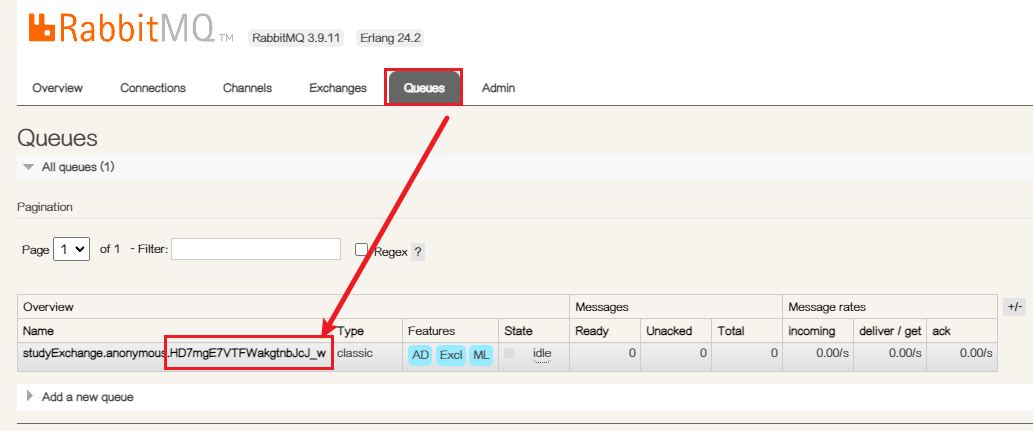 RabbitMQ TM RabbitMQ 3.9.11 Erlang 24.2
Overview Connections Channels Exchanges Queues Admin
Queues
All queues (1)
Pagination
Page 1 of 1 - Filter: Regex ?
Overview Messages Message rates +/-
Name Type Features State Ready Unacked Total incoming deliver / get ack
studyExchange.anonymous.HD7mgE7VTFWakgtnbJcJ_w classic AD Excl ML idle 0 0 0 0.00/s 0.00/s 0.00/s
Add a new queue